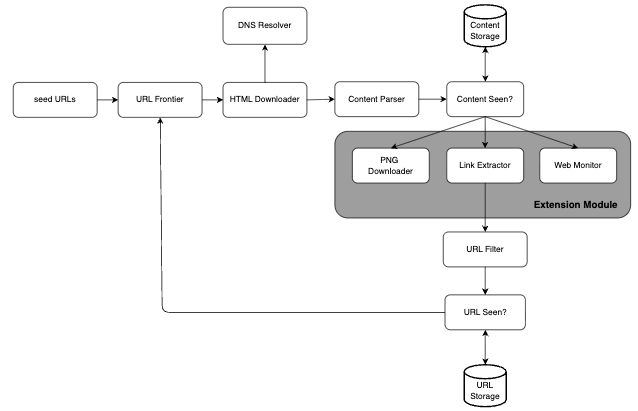 DNS Resolver
Content
Storage
seed URLs
URL Frontier
HTML Downloader
Content Parser
Content Seen?
PNG
Downloader
Link Extractor
Web Monitor
Extension Module
URL Filter
URL Seen?
URL
Storage